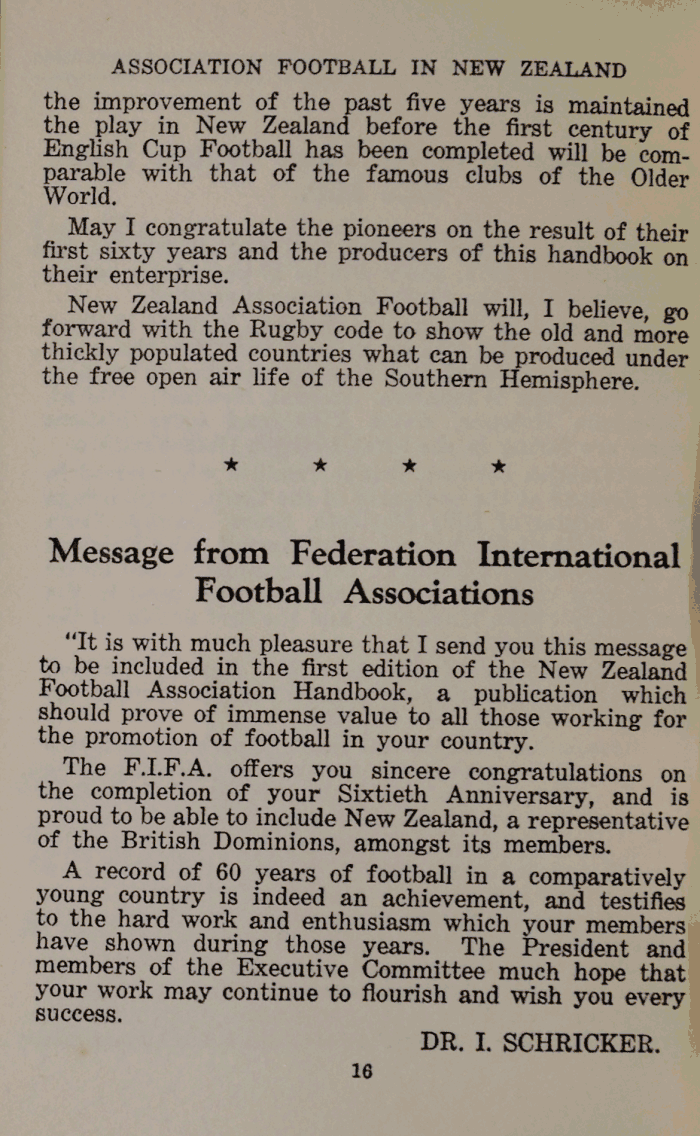 ASSOCIATION FOOTBALL IN NEW ZEALAND
the improvement of the past five years is maintained
the play in New Zealand before the first century of
English Cup Football has been completed will be com-
parable with that of the famous clubs of the Older
World.
May I congratulate the pioneers on the result of their
first sixty years and the producers of this handbook on
their enterprise.
New Zealand Association Football will, I believe, go
forward with the Rugby code to show the old and more
thickly populated countries what can be produced under
the free open air life of the Southern Hemisphere.
★ ★ ★ ★
Message from Federation International
Football Associations
"It is with much pleasure that I send you this message
to be included in the first edition of the New Zealand
Football Association Handbook, a publication which
should prove of immense value to all those working for
the promotion of football in your country.
The F.I.F.A. offers you sincere congratulations on
the completion of your Sixtieth Anniversary, and is
proud to be able to include New Zealand, a representative
of the British Dominions, amongst its members.
A record of 60 years of football in a comparatively
young country is indeed an achievement, and testifies
to the hard work and enthusiasm which your members
have shown during those years. The President and
members of the Executive Committee much hope that
your work may continue to flourish and wish you every
success.
DR. I. SCHRICKER.
16